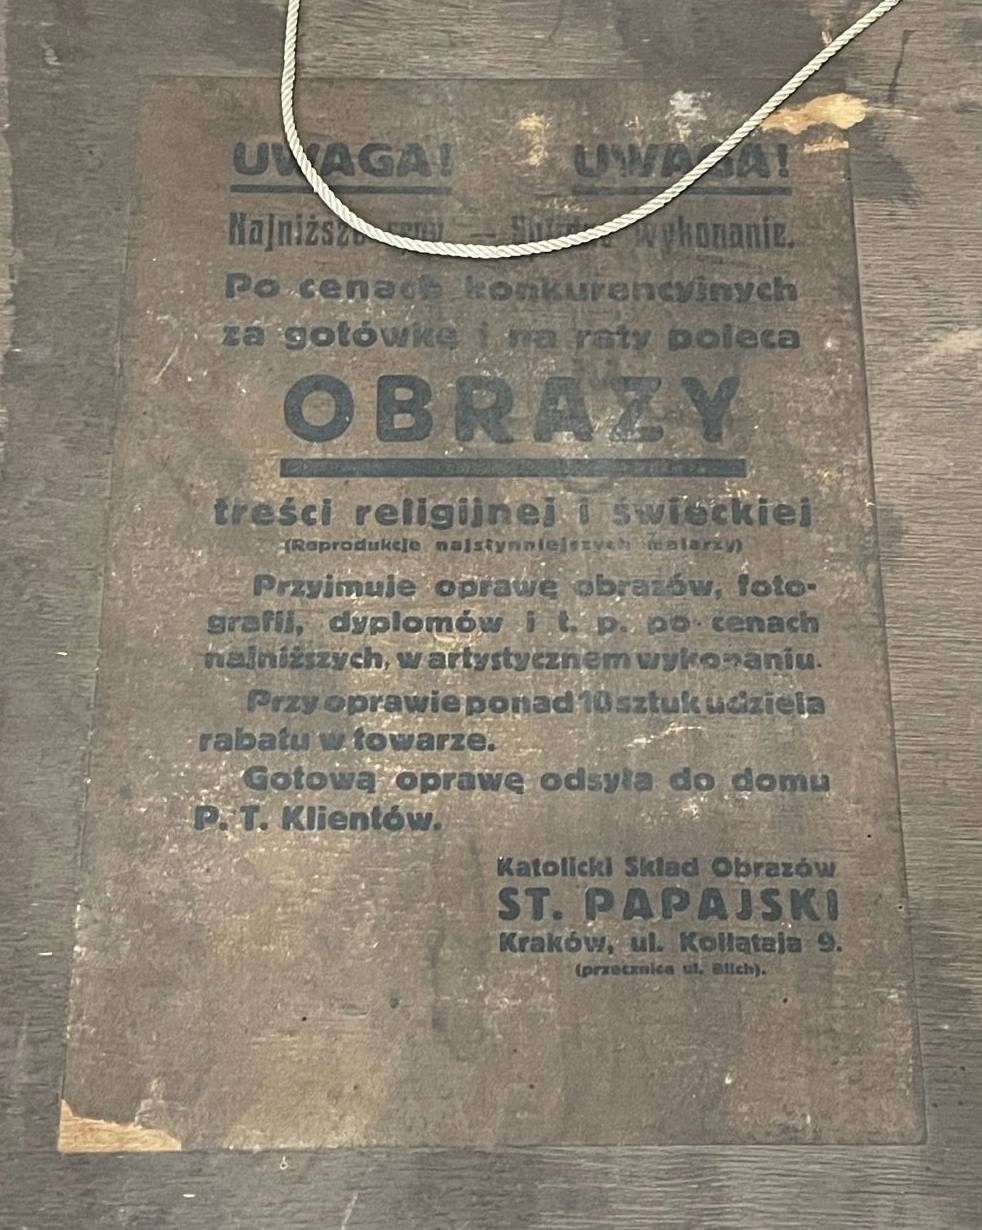 UWAGA! UWAGA!
Najniższe ceny — wykonanie.
Po cenach konkurencyjnych
za gotówkę i na raty poleca
OBRAZY
treści religijnej i świeckiej
(Reprodukcje najsłynniejszych malarzy)
Przyjmuje oprawę obrazów, foto-
grafii, dyplomów i t. p. po cenach
najniższych, w artystycznem wykonaniu.
Przy oprawie ponad 10 sztuk udziela
rabatu w towarze.
Gotową oprawę odsyła do domu
P. T. Klientów.
Katolicki Skład Obrazów
ST. PAPAJSKI
Kraków, ul. Kołłątaja 9.
(przecznica ul. Blich).